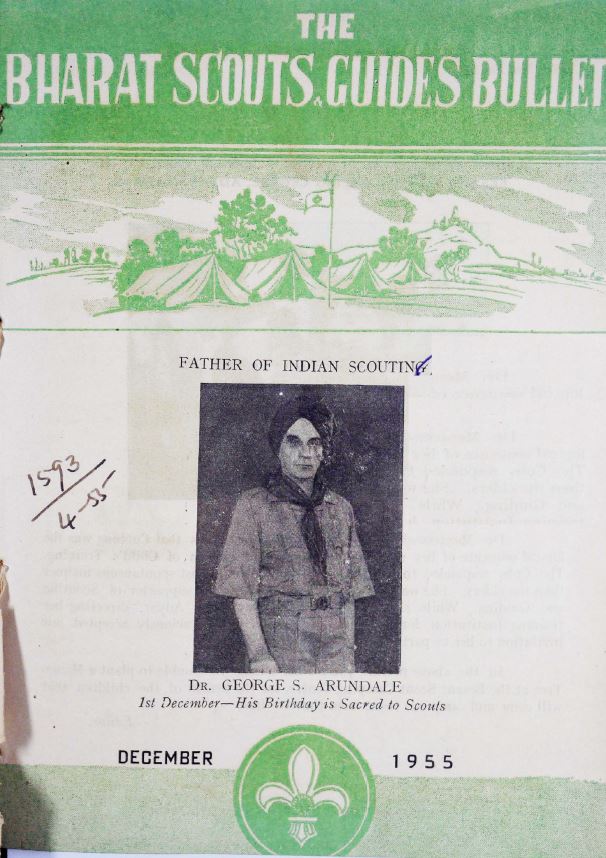 THE
BHARAT SCOUTS & GUIDES BULLET
FATHER OF INDIAN SCOUTING.
1593
4-55
DR. GEORGE S. ARUNDALE
1st December—His Birthday is Sacred to Scouts
DECEMBER 1955